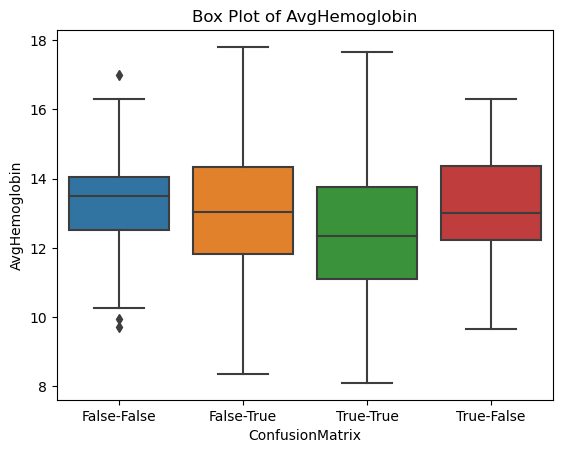 Box Plot of AvgHemoglobin
18
16
14
12
10
8
AvgHemoglobin
False-False False-True True-True True-False
ConfusionMatrix